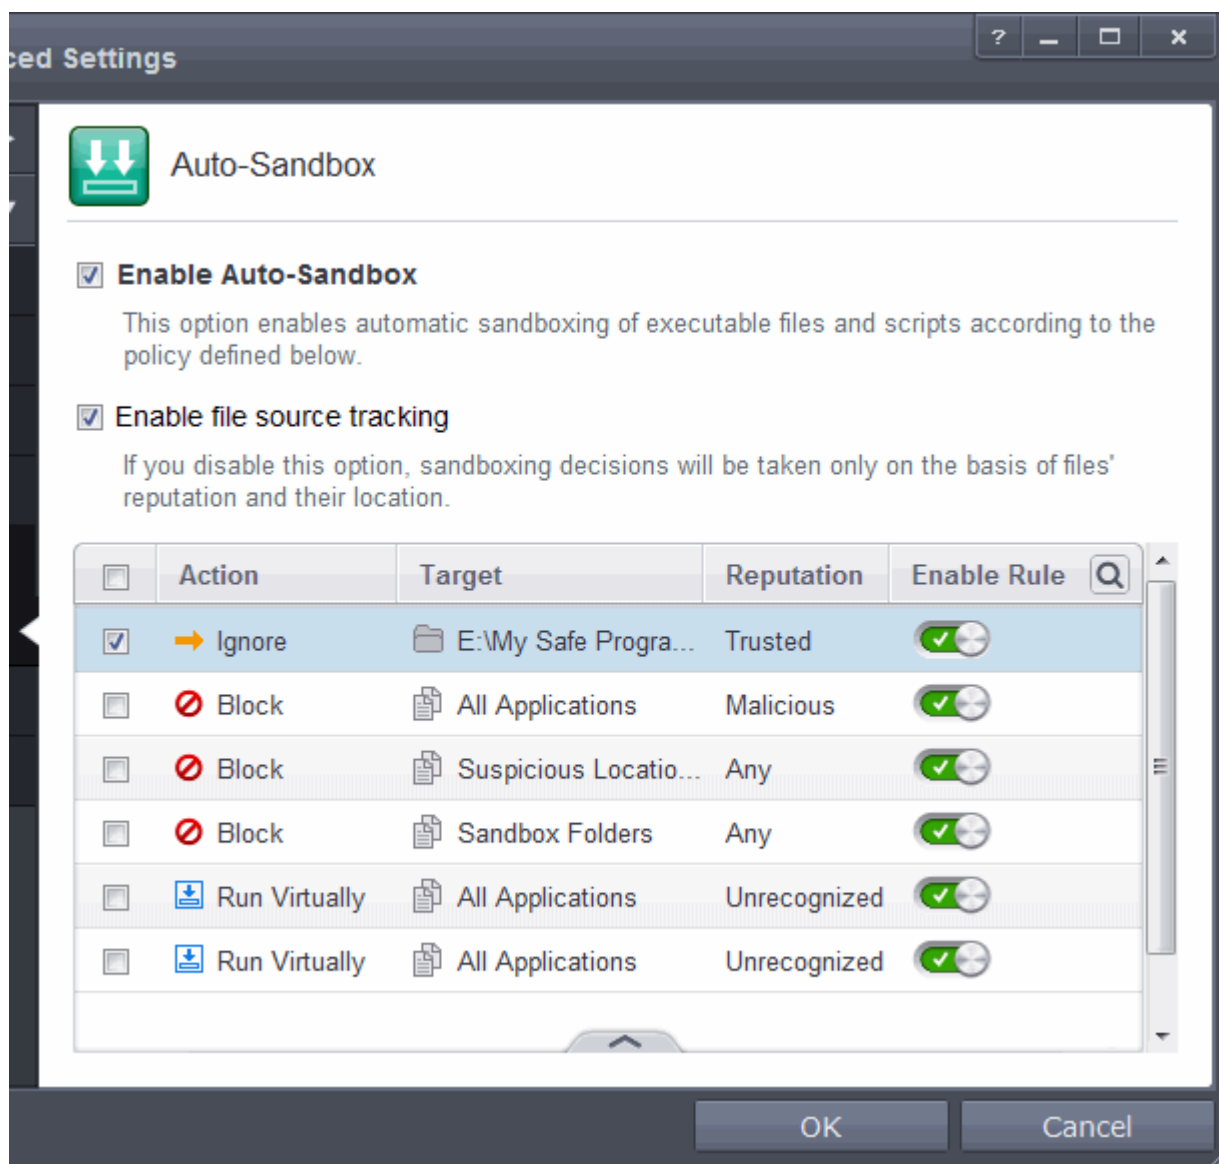 ced Settings
Auto-Sandbox
Enable Auto-Sandbox
This option enables automatic sandboxing of executable files and scripts according to the
policy defined below.
Enable file source tracking
If you disable this option, sandboxing decisions will be taken only on the basis of files'
reputation and their location.
Action Target Reputation Enable Rule
Ignore E:\My Safe Progra... Trusted
Block All Applications Malicious
Block Suspicious Locatio... Any
Block Sandbox Folders Any
Run Virtually All Applications Unrecognized
Run Virtually All Applications Unrecognized
OK Cancel